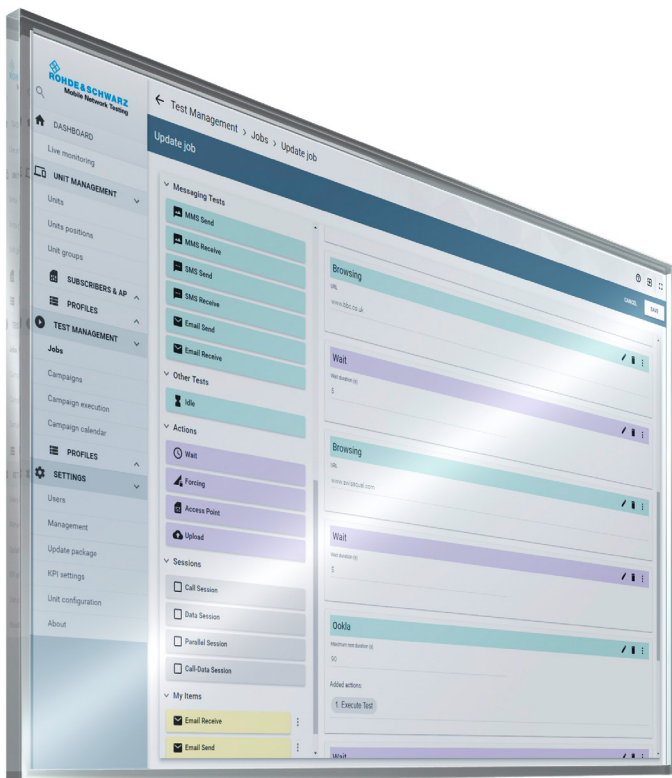 ROHDE&SCHWARZ
Mobile Network Testing
DASHBOARD
Live monitoring
UNIT MANAGEMENT
Units
Units positions
Unit groups
SUBSCRIBERS & AP
PROFILES
TEST MANAGEMENT
Jobs
Campaigns
Campaign execution
Campaign calendar
PROFILES
SETTINGS
Users
Management
Update package
KPI settings
Unit configuration
About
Test Management > Jobs > Update job
Update job
CANCEL
SAVE
Messaging Tests
MMS Send
MMS Receive
SMS Send
SMS Receive
Email Send
Email Receive
Other Tests
Idle
Actions
Wait
Forcing
Access Point
Upload
Sessions
Call Session
Data Session
Parallel Session
Call-Data Session
My Items
Email Receive
Email Send
Browsing
URL
www.bbc.co.uk
Wait
Wait duration (s)
5
Browsing
URL
Wait
Wait duration (s)
5
Ookla
Maximum test duration (s)
Added actions:
1. Execute Test
Wait